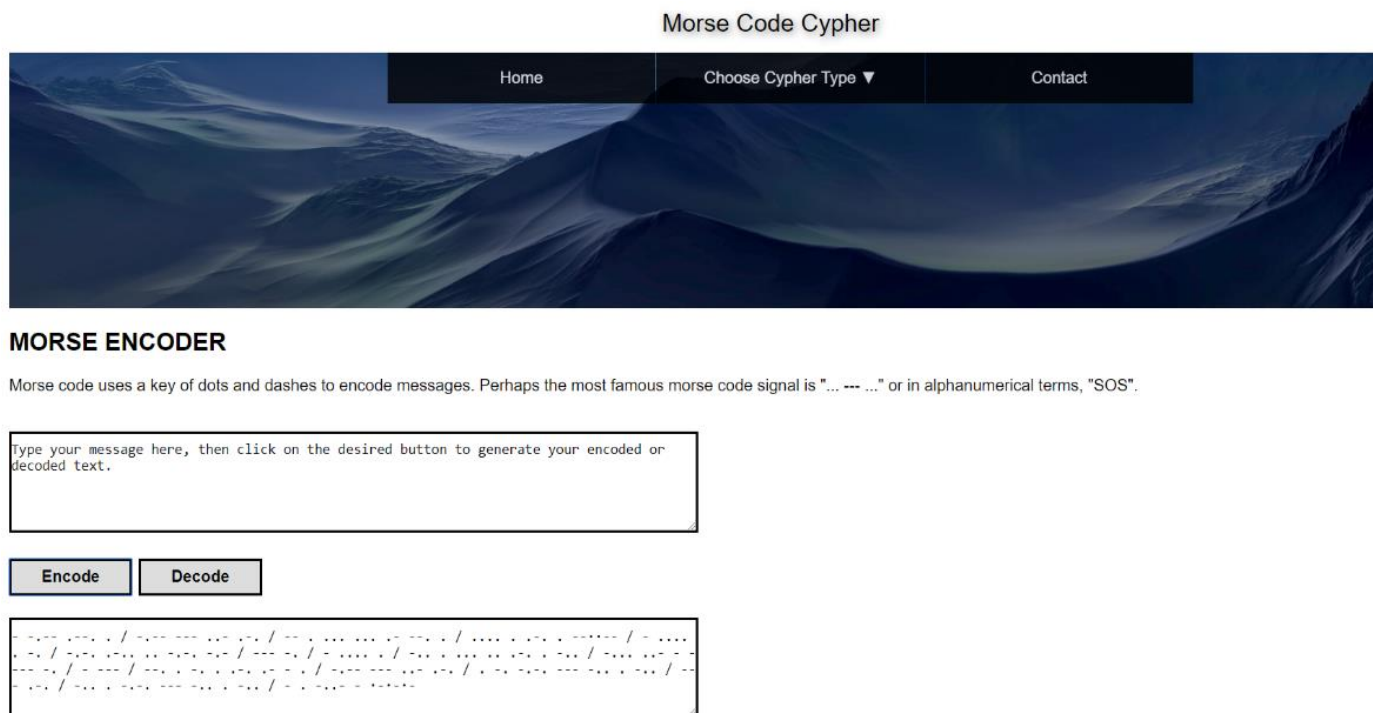 Morse Code Cypher
Home
Choose Cypher Type ▼
Contact
MORSE ENCODER
Morse code uses a key of dots and dashes to encode messages. Perhaps the most famous morse code signal is "... --- ..." or in alphanumerical terms, "SOS".
Type your message here, then click on the desired button to generate your encoded or
decoded text.
Encode
Decode
- -.-- .--. . / -.-- --- ..- .-. / -- . ... ... .- --. . / .... . .-. . --··-- / - ....
. -. / -.-. .-.. .. -.-. -.- / --- -. / - .... . / -.. . ... .. .-. . -.. / -... ..- - -
--- -. / - --- / --. . -. . .-. .- - . / -.-- --- ..- .-. / . -. -.-. --- -.. . -.. / --
- .-. / -.. . -.-. --- -.. . -.. / - . -..- - ·-·-·-